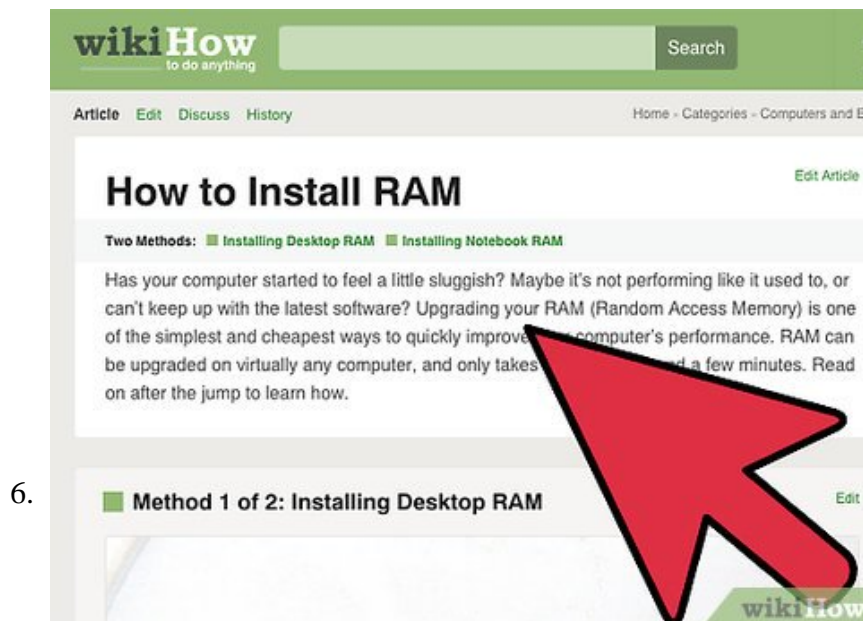 wikiHow
to do anything
Search
Article Edit Discuss History
Home - Categories - Computers and E
How to Install RAM
Edit Article
Two Methods: Installing Desktop RAM Installing Notebook RAM
Has your computer started to feel a little sluggish? Maybe it's not performing like it used to, or
can't keep up with the latest software? Upgrading your RAM (Random Access Memory) is one
of the simplest and cheapest ways to quickly improve computer's performance. RAM can
be upgraded on virtually any computer, and only takes a few minutes. Read
on after the jump to learn how.
6.
Method 1 of 2: Installing Desktop RAM
Edit
wikiHow